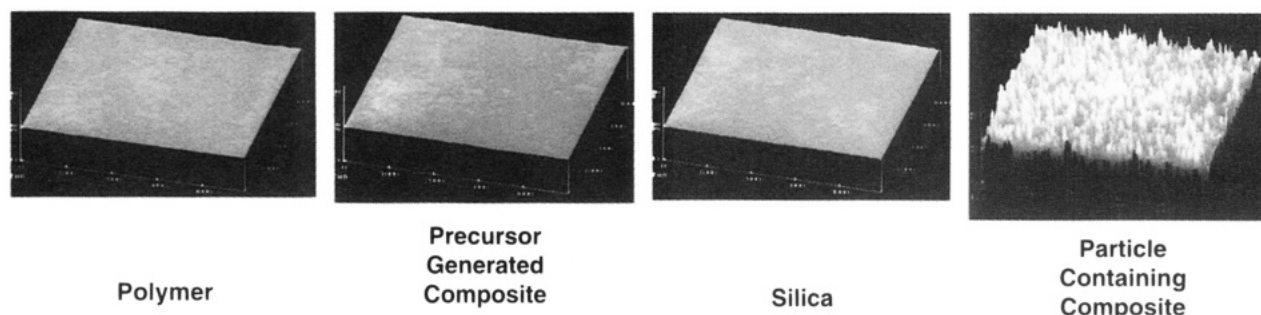 Polymer
Precursor
Generated
Composite
Silica
Particle
Containing
Composite